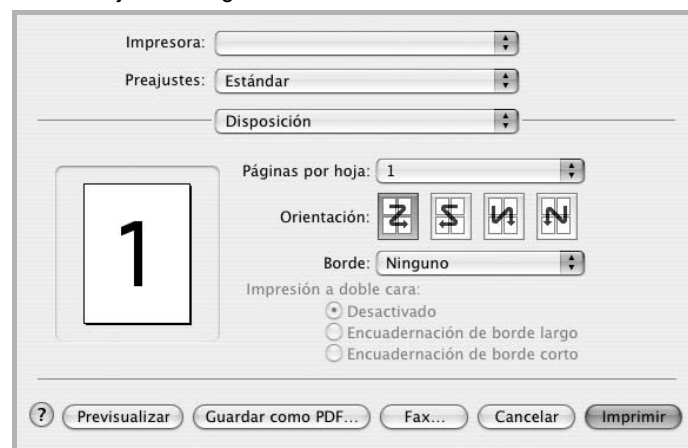 Impresora:
Preajustes: Estándar
Disposición
Páginas por hoja: 1
Orientación:
1
Borde: Ninguno
Impresión a doble cara:
Desactivado
Encuadernación de borde largo
Encuadernación de borde corto
? Previsualizar Guardar como PDF... Fax... Cancelar Imprimir